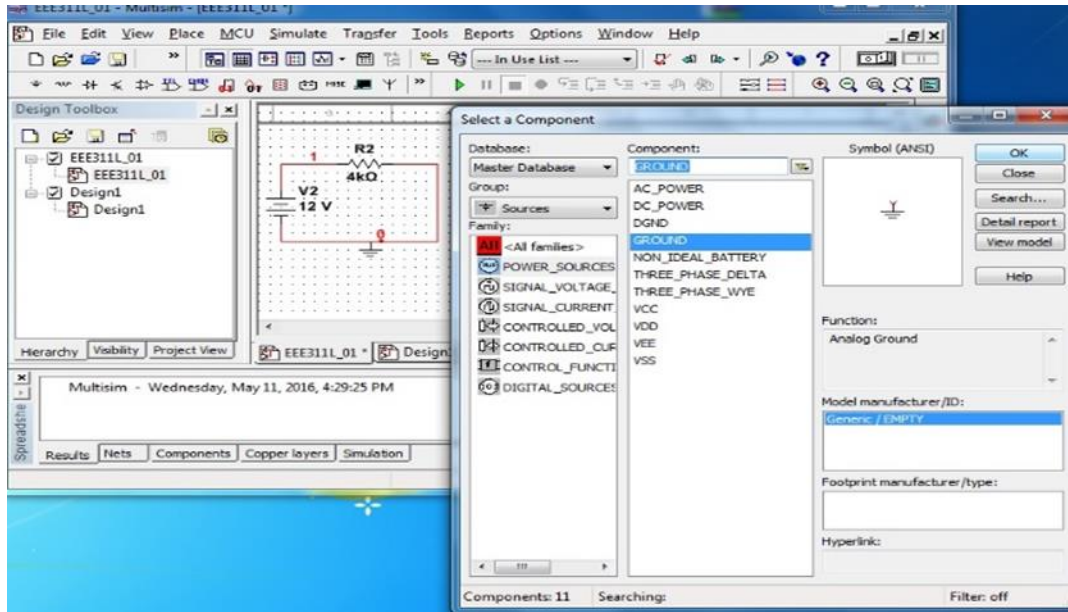 EEE311L_01 - Multisim - [EEE311L_01 *]
File Edit View Place MCU Simulate Transfer Tools Reports Options Window Help
--- In Use List ---
Design Toolbox
EEE311L_01
EEE311L_01
Design1
Design1
Hierarchy Visibility Project View
1
R2
4kΩ
V2
12 V
0
EEE311L_01 * Design
Multisim - Wednesday, May 11, 2016, 4:29:25 PM
Spreadshe
Results Nets Components Copper layers Simulation
Select a Component
Database:
Master Database
Group:
Sources
Family:
All <All families>
POWER_SOURCES
SIGNAL_VOLTAGE_
SIGNAL_CURRENT
CONTROLLED_VOL
CONTROLLED_CUR
CONTROL_FUNCTI
DIGITAL_SOURCES
Component:
GROUND
AC_POWER
DC_POWER
DGND
GROUND
NON_IDEAL_BATTERY
THREE_PHASE_DELTA
THREE_PHASE_WYE
VCC
VDD
VEE
VSS
Symbol (ANSI)
OK
Close
Search...
Detail report
View model
Help
Function:
Analog Ground
Model manufacturer/ID:
Generic / EMPTY
Footprint manufacturer/type:
Hyperlink:
Components: 11 Searching: Filter: off